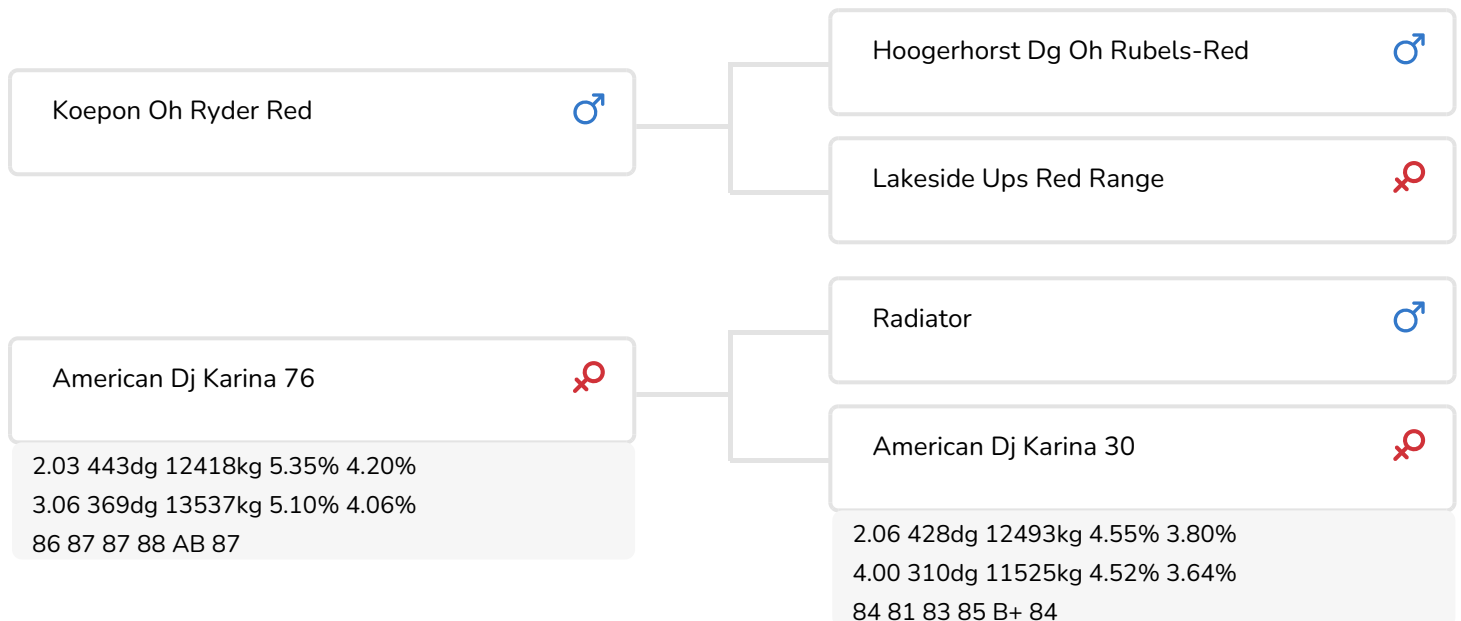 Koepon Oh Ryder Red
Hoogerhorst Dg Oh Rubels-Red
Lakeside Ups Red Range
American Dj Karina 76
2.03 443dg 12418kg 5.35% 4.20%
3.06 369dg 13537kg 5.10% 4.06%
86 87 87 88 AB 87
Radiator
American Dj Karina 30
2.06 428dg 12493kg 4.55% 3.80%
4.00 310dg 11525kg 4.52% 3.64%
84 81 83 85 B+ 84